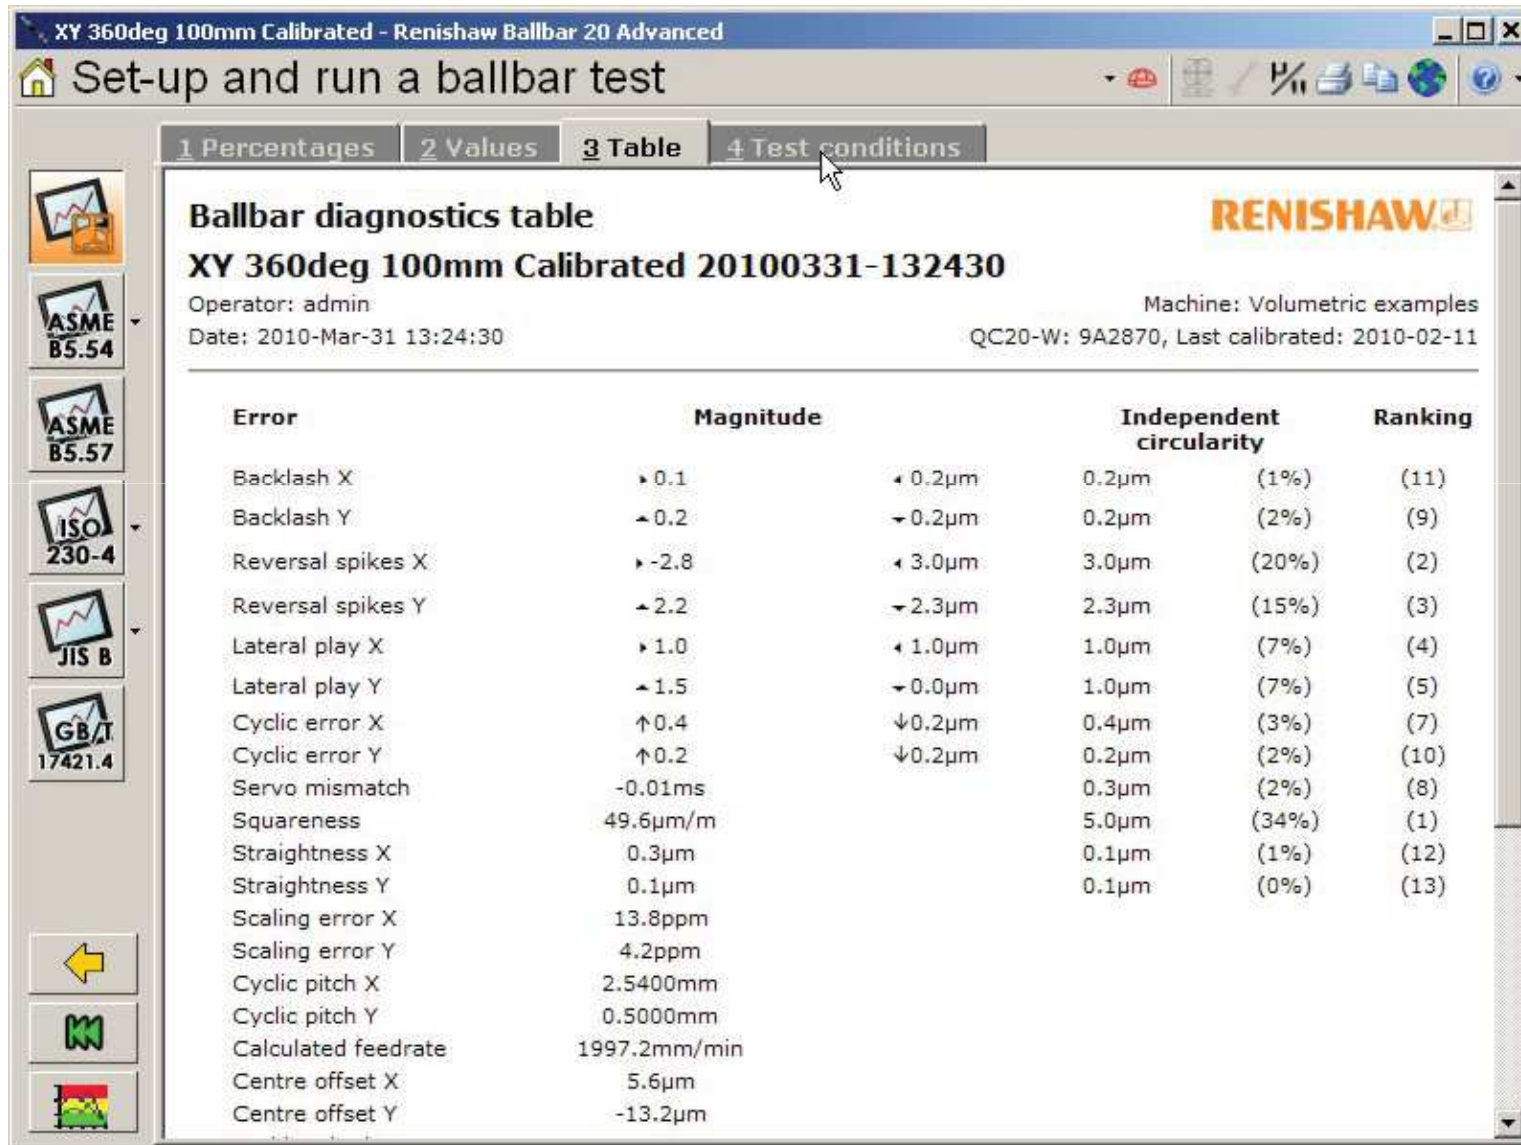 XY 360deg 100mm Calibrated - Renishaw Ballbar 20 Advanced
Set-up and run a ballbar test
1 Percentages 2 Values 3 Table 4 Test conditions
Ballbar diagnostics table
RENISHAW
XY 360deg 100mm Calibrated 20100331-132430
Operator: admin Machine: Volumetric examples
Date: 2010-Mar-31 13:24:30 QC20-W: 9A2870, Last calibrated: 2010-02-11
ASME B5.54
ASME B5.57
ISO 230-4
JIS B
GB/T 17421.4
Error Magnitude Independent circularity Ranking
Backlash X ▸ 0.1 ◂ 0.2µm 0.2µm (1%) (11)
Backlash Y ▴ 0.2 ▾ 0.2µm 0.2µm (2%) (9)
Reversal spikes X ▸ -2.8 ◂ 3.0µm 3.0µm (20%) (2)
Reversal spikes Y ▴ 2.2 ▾ 2.3µm 2.3µm (15%) (3)
Lateral play X ▸ 1.0 ◂ 1.0µm 1.0µm (7%) (4)
Lateral play Y ▴ 1.5 ▾ 0.0µm 1.0µm (7%) (5)
Cyclic error X ↑0.4 ↓0.2µm 0.4µm (3%) (7)
Cyclic error Y ↑0.2 ↓0.2µm 0.2µm (2%) (10)
Servo mismatch -0.01ms 0.3µm (2%) (8)
Squareness 49.6µm/m 5.0µm (34%) (1)
Straightness X 0.3µm 0.1µm (1%) (12)
Straightness Y 0.1µm 0.1µm (0%) (13)
Scaling error X 13.8ppm
Scaling error Y 4.2ppm
Cyclic pitch X 2.5400mm
Cyclic pitch Y 0.5000mm
Calculated feedrate 1997.2mm/min
Centre offset X 5.6µm
Centre offset Y -13.2µm